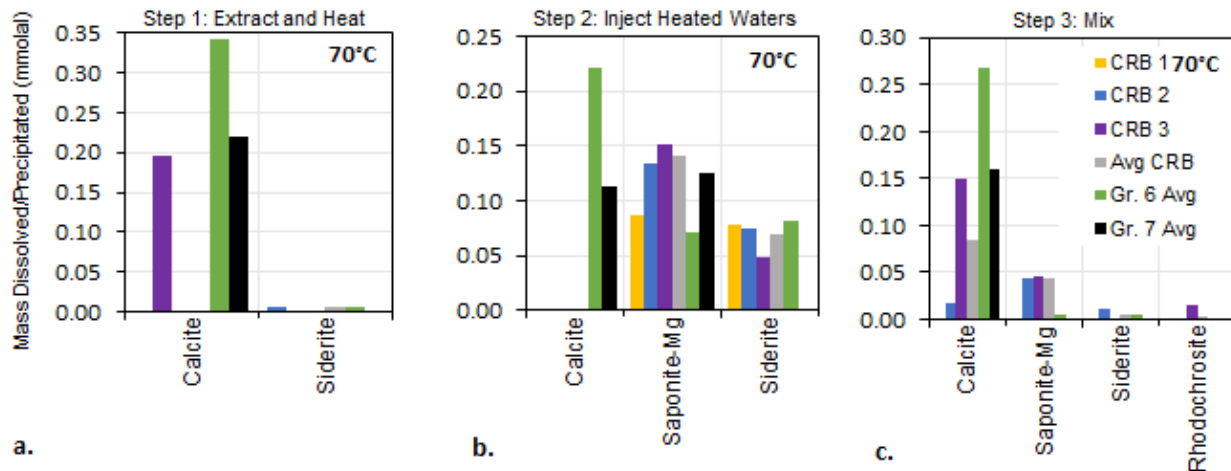 Step 1: Extract and Heat
Step 2: Inject Heated Waters
Step 3: Mix
Mass Dissolved/Precipitated (mmolal)
0.35
0.30
0.25
0.20
0.15
0.10
0.05
0.00
70°C
Calcite
Siderite
a.
0.25
0.20
0.15
0.10
0.05
0.00
70°C
Calcite
Saponite-Mg
Siderite
b.
0.30
0.25
0.20
0.15
0.10
0.05
0.00
CRB 1 70°C
CRB 2
CRB 3
Avg CRB
Gr. 6 Avg
Gr. 7 Avg
Calcite
Saponite-Mg
Siderite
Rhodochrosite
c.